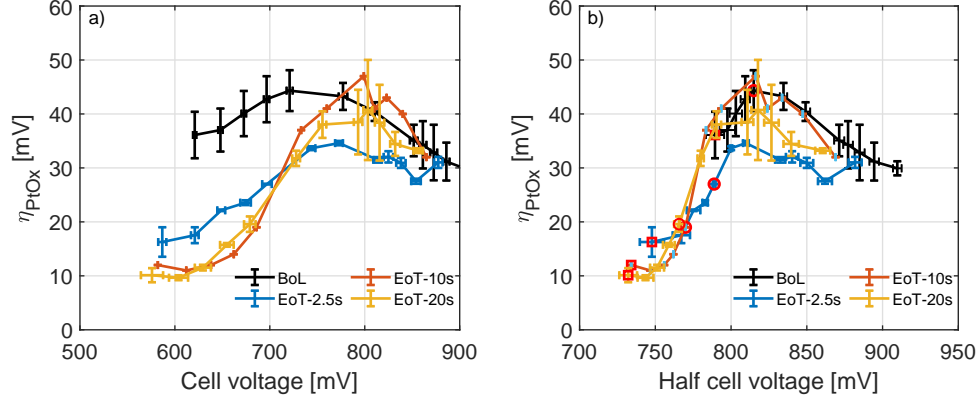 a)
60
50
40
30
20
10
0
η_PtOx [mV]
500
600
700
800
900
Cell voltage [mV]
BoL
EoT-10s
EoT-2.5s
EoT-20s
b)
60
50
40
30
20
10
0
η_PtOx [mV]
700
750
800
850
900
950
Half cell voltage [mV]
BoL
EoT-10s
EoT-2.5s
EoT-20s